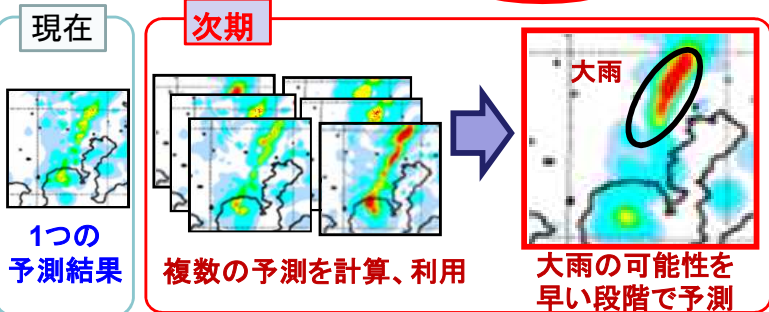 現在
次期
大雨
1つの
予測結果
複数の予測を計算、利用
大雨の可能性を
早い段階で予測